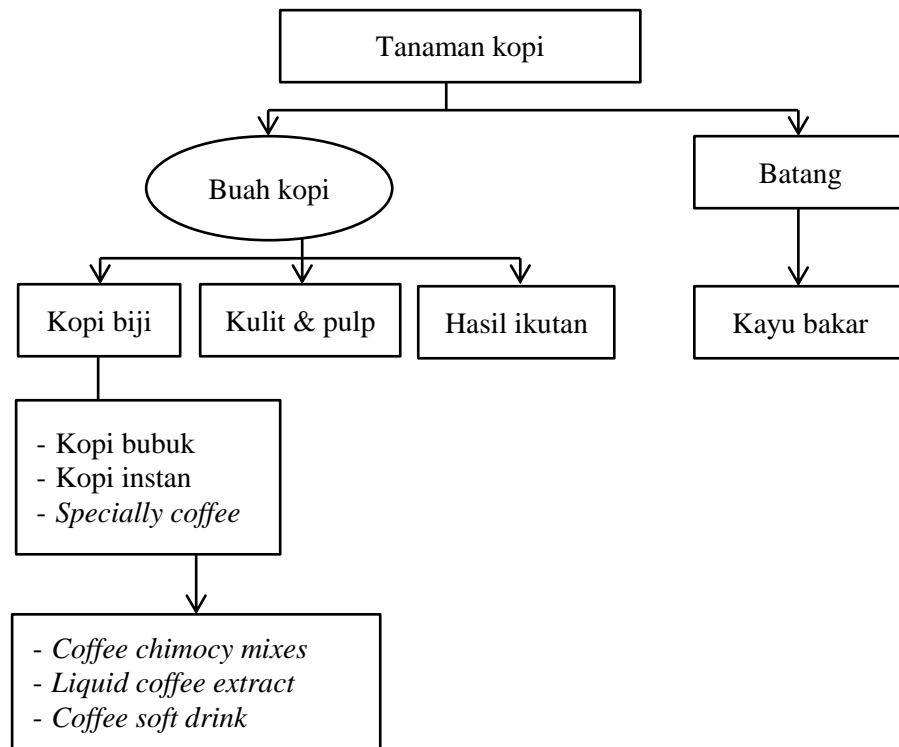 Tanaman kopi
Buah kopi
Batang
Kopi biji
Kulit & pulp
Hasil ikutan
Kayu bakar
- Kopi bubuk
- Kopi instan
- Specially coffee
- Coffee chimocy mixes
- Liquid coffee extract
- Coffee soft drink